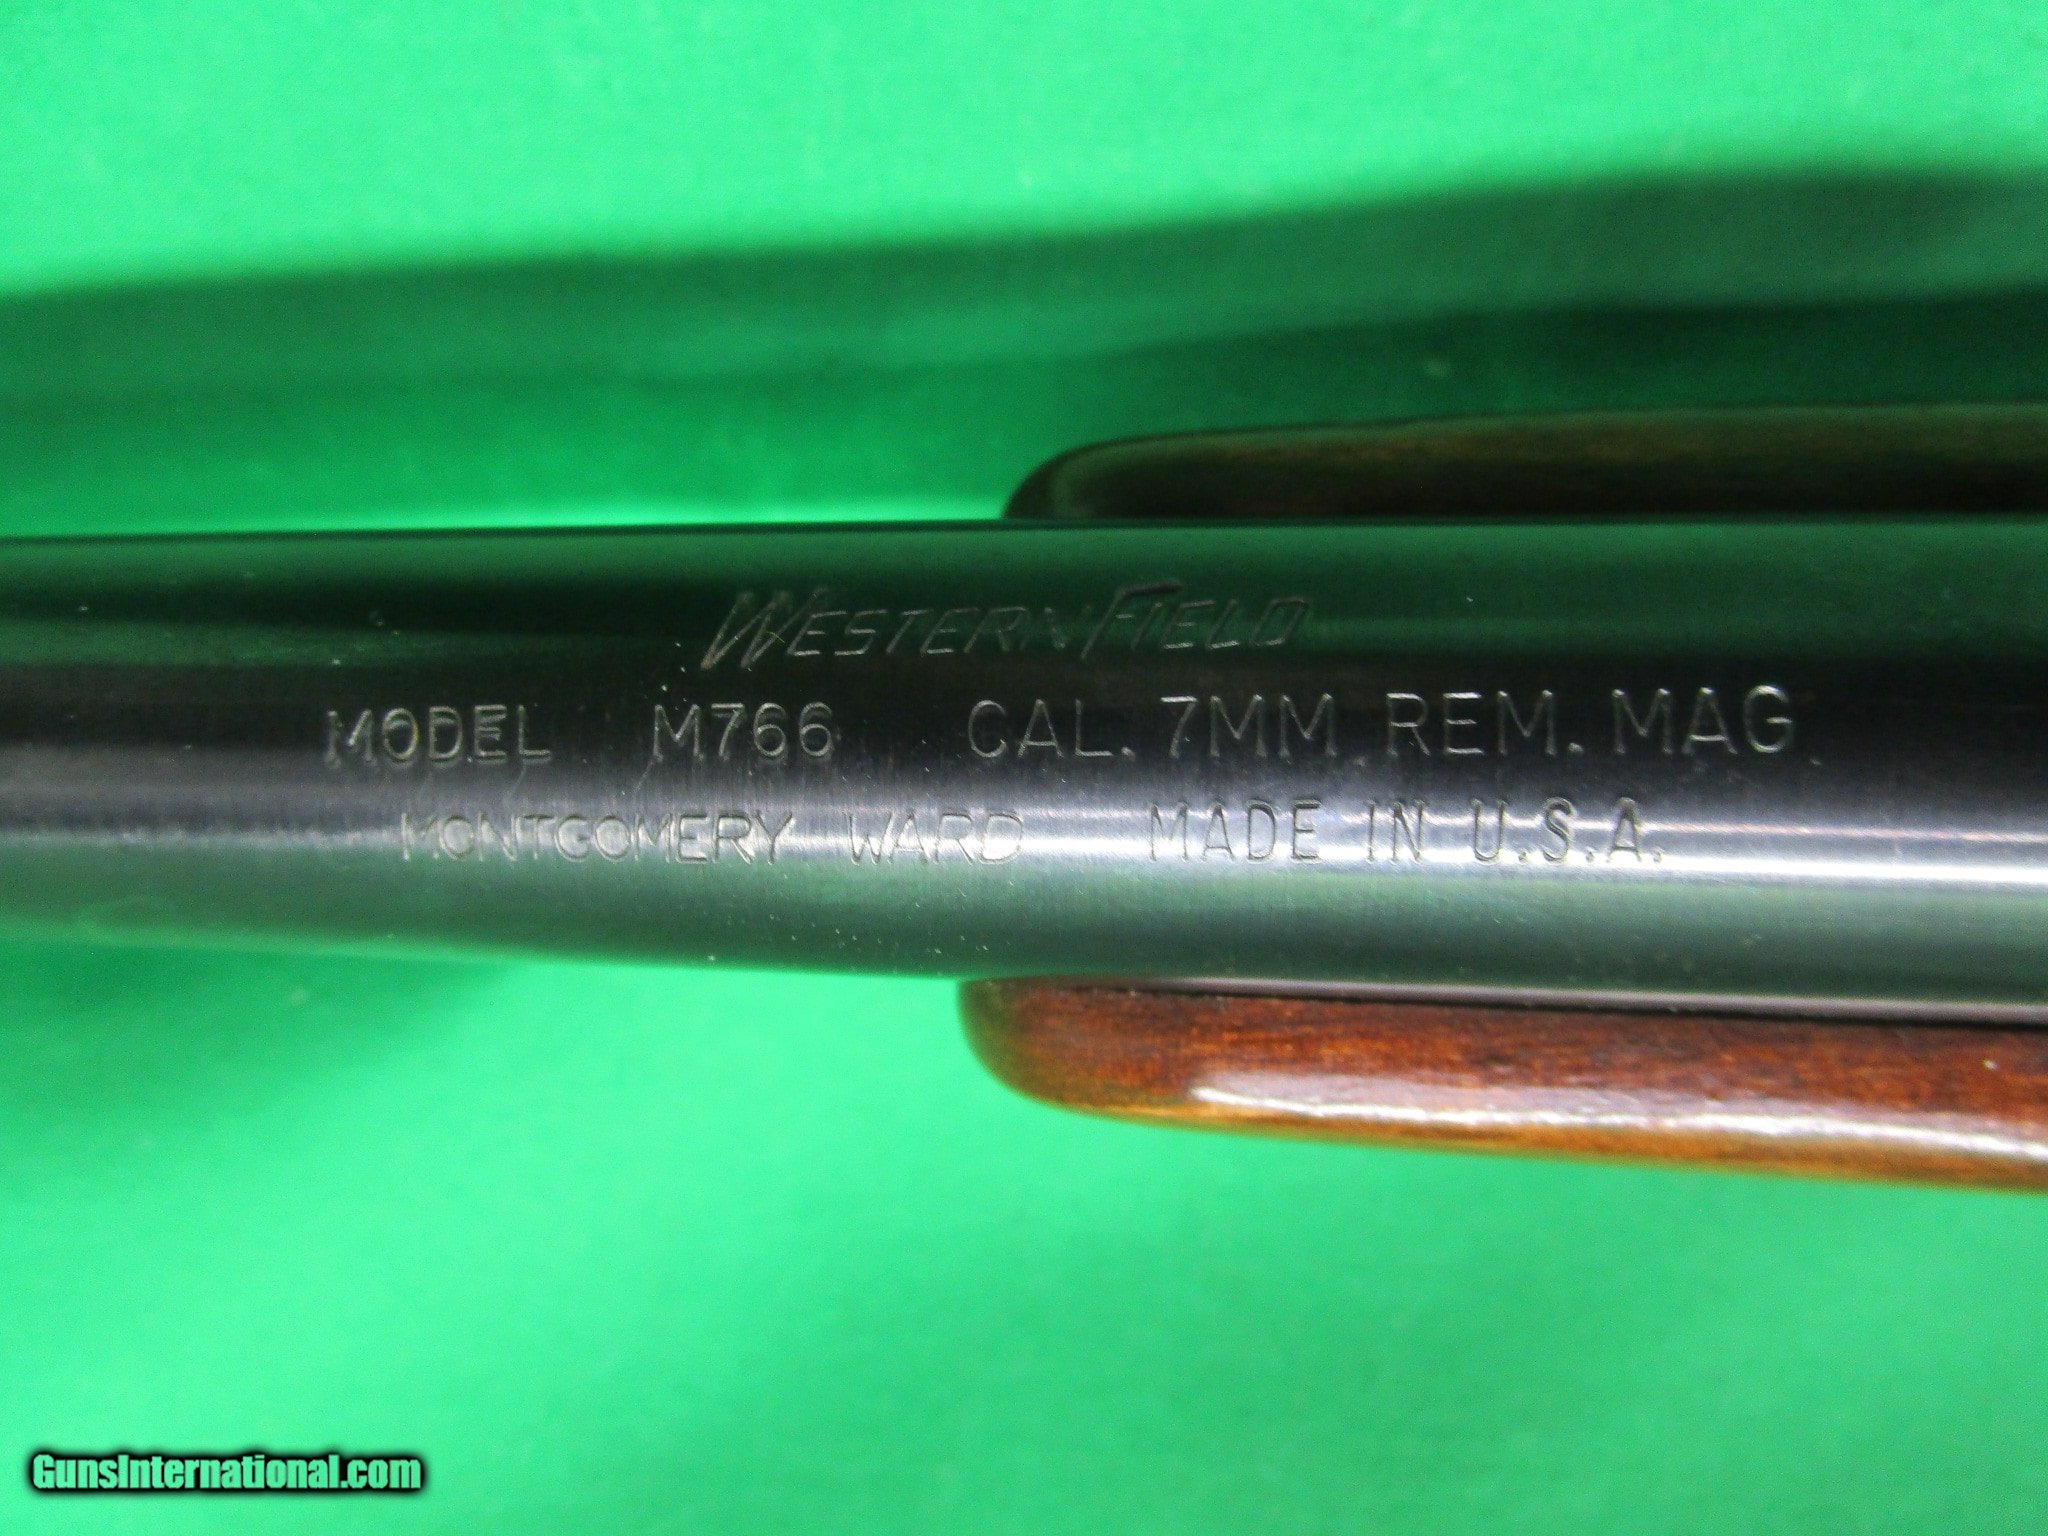 WESTERNFIELD
MODEL M766 CAL. 7MM REM. MAG
MONTGOMERY WARD MADE IN U.S.A.
GunsInternational.com